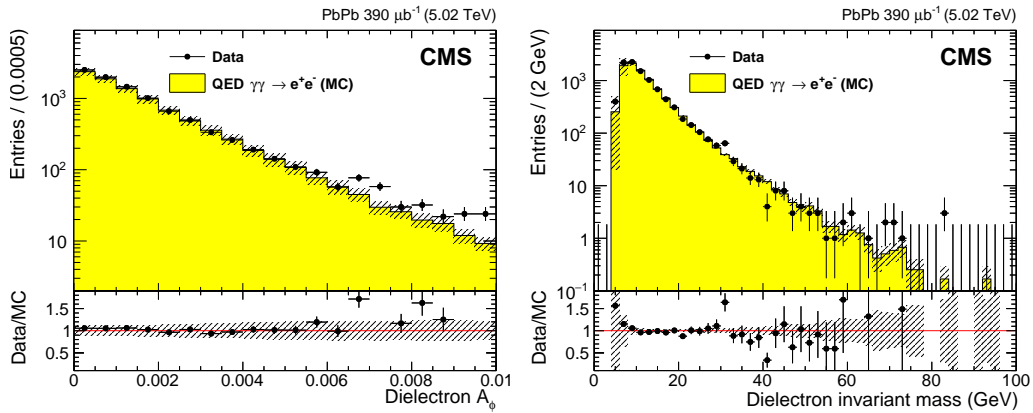 PbPb 390 μb⁻¹ (5.02 TeV)
CMS
Data
QED γγ → e⁺e⁻ (MC)
Entries / (0.0005)
10³
10²
10
Data/MC
1.5
1
0.5
0 0.002 0.004 0.006 0.008 0.01
Dielectron A_ϕ
PbPb 390 μb⁻¹ (5.02 TeV)
CMS
Data
QED γγ → e⁺e⁻ (MC)
Entries / (2 GeV)
10³
10²
10
1
10⁻¹
Data/MC
1.5
1
0.5
0 20 40 60 80 100
Dielectron invariant mass (GeV)